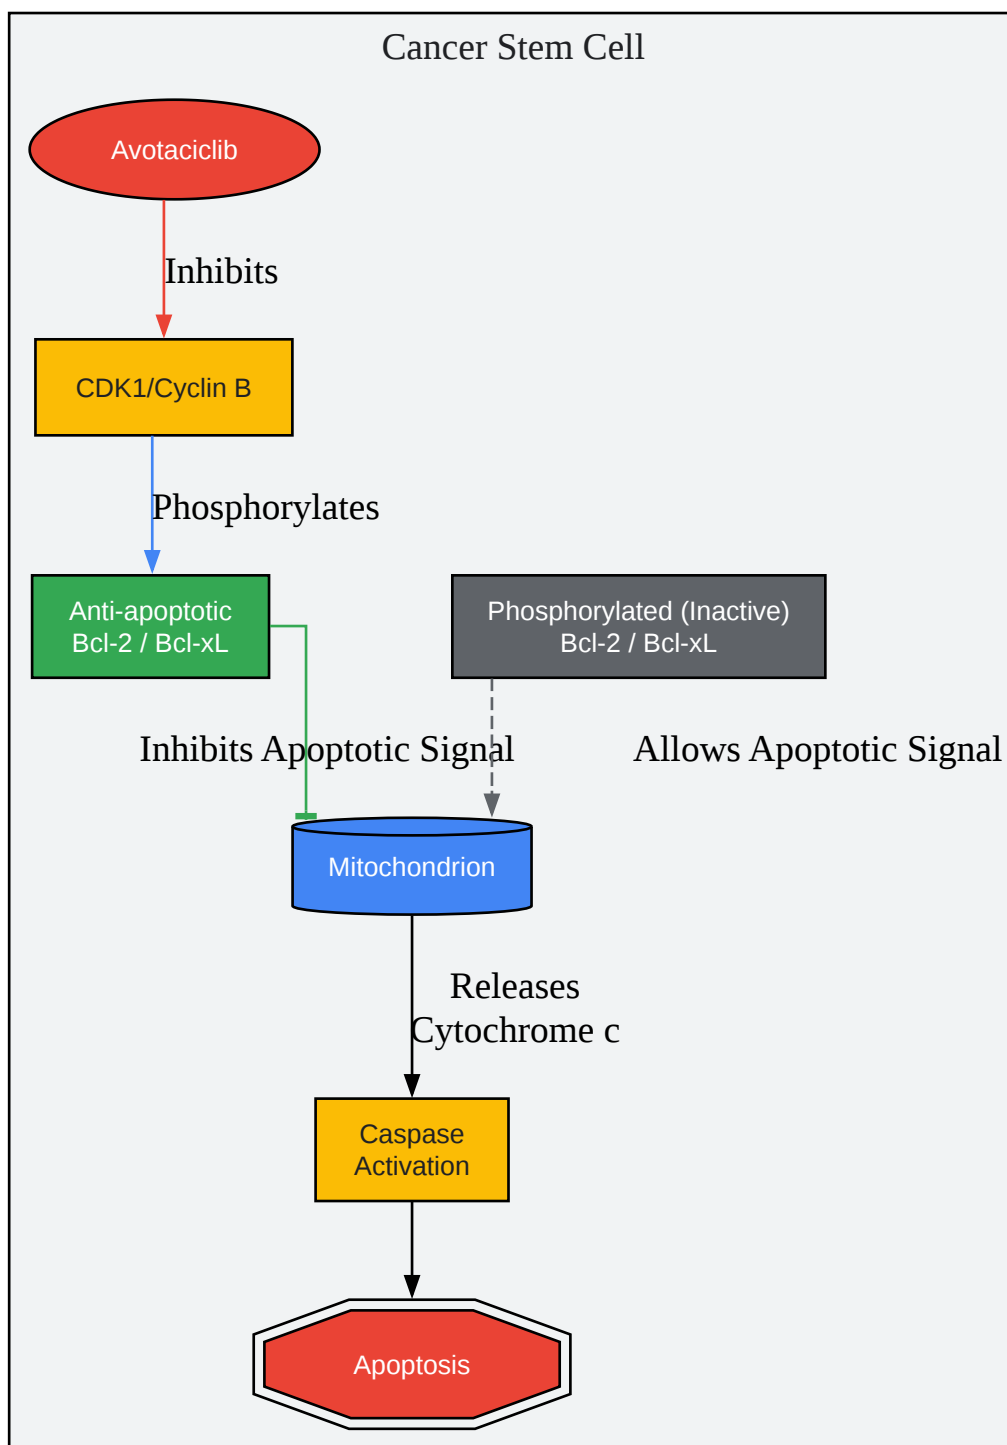 Cancer Stem Cell
Avotaciclib
Inhibits
CDK1/Cyclin B
Phosphorylates
Anti-apoptotic
Bcl-2 / Bcl-xL
Phosphorylated (Inactive)
Bcl-2 / Bcl-xL
Inhibits Apoptotic Signal
Allows Apoptotic Signal
Mitochondrion
Releases
Cytochrome c
Caspase
Activation
Apoptosis